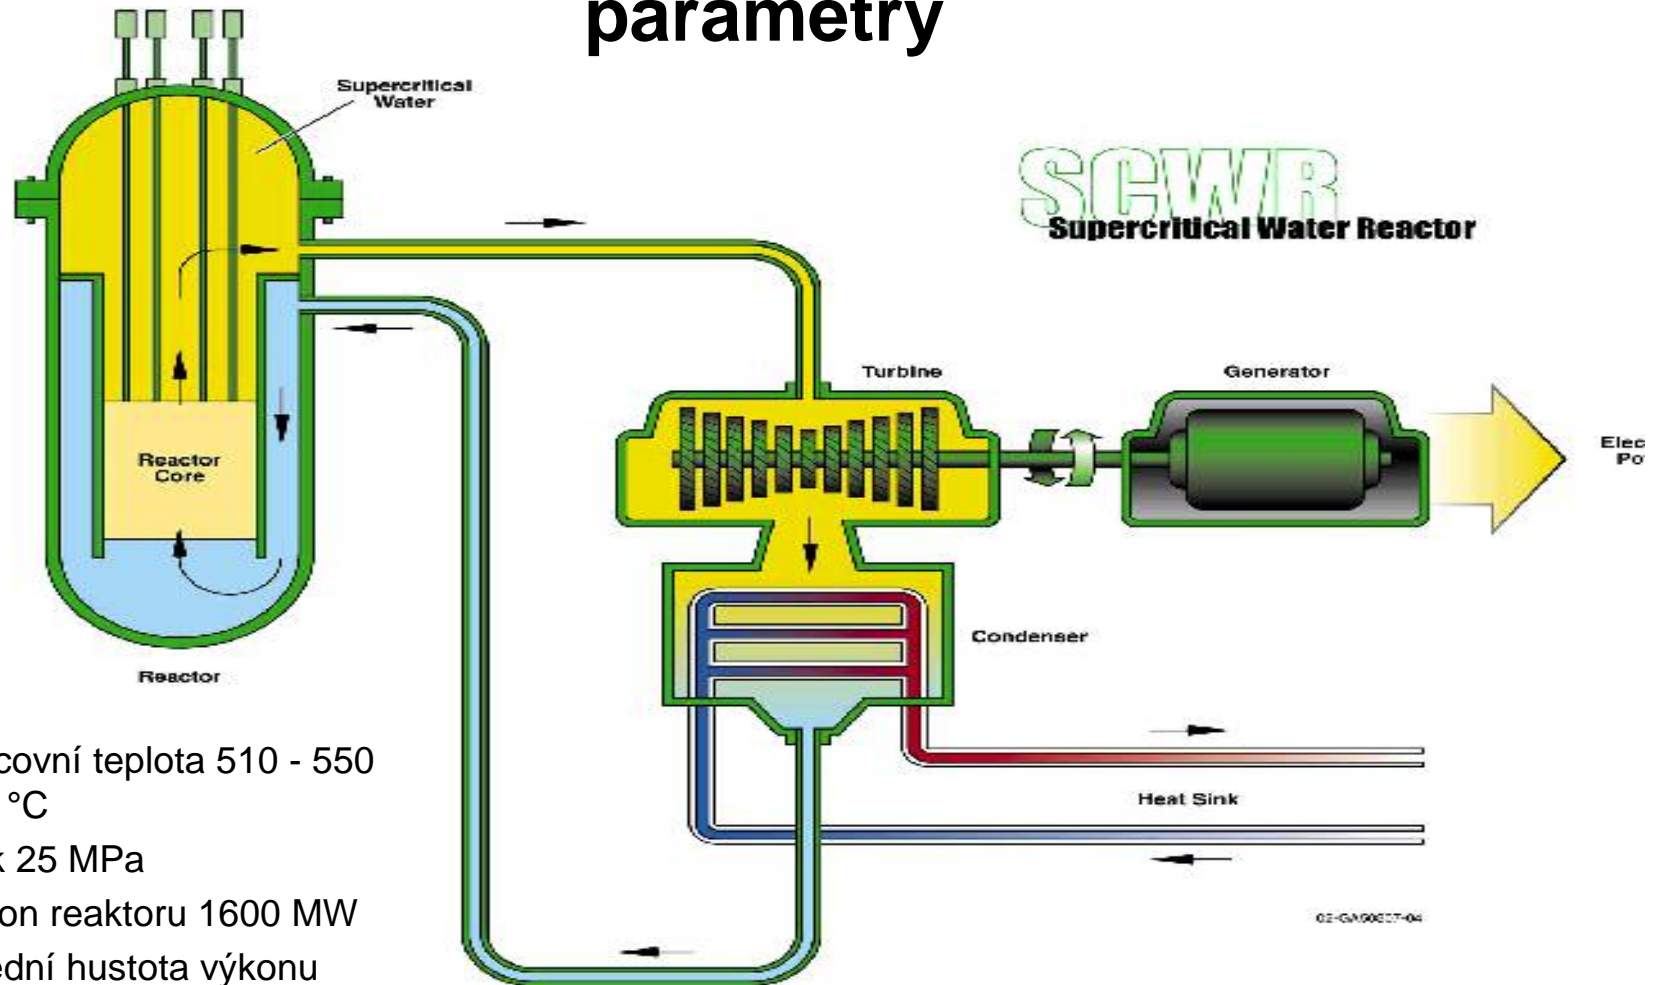 parametry
Supercritical
Water
SCWR
Supercritical Water Reactor
Turbine
Generator
Reactor
Core
Condenser
Reactor
covní teplota 510 - 550
°C
Heat Sink
25 MPa
on reaktoru 1600 MW
ední hustota výkonu